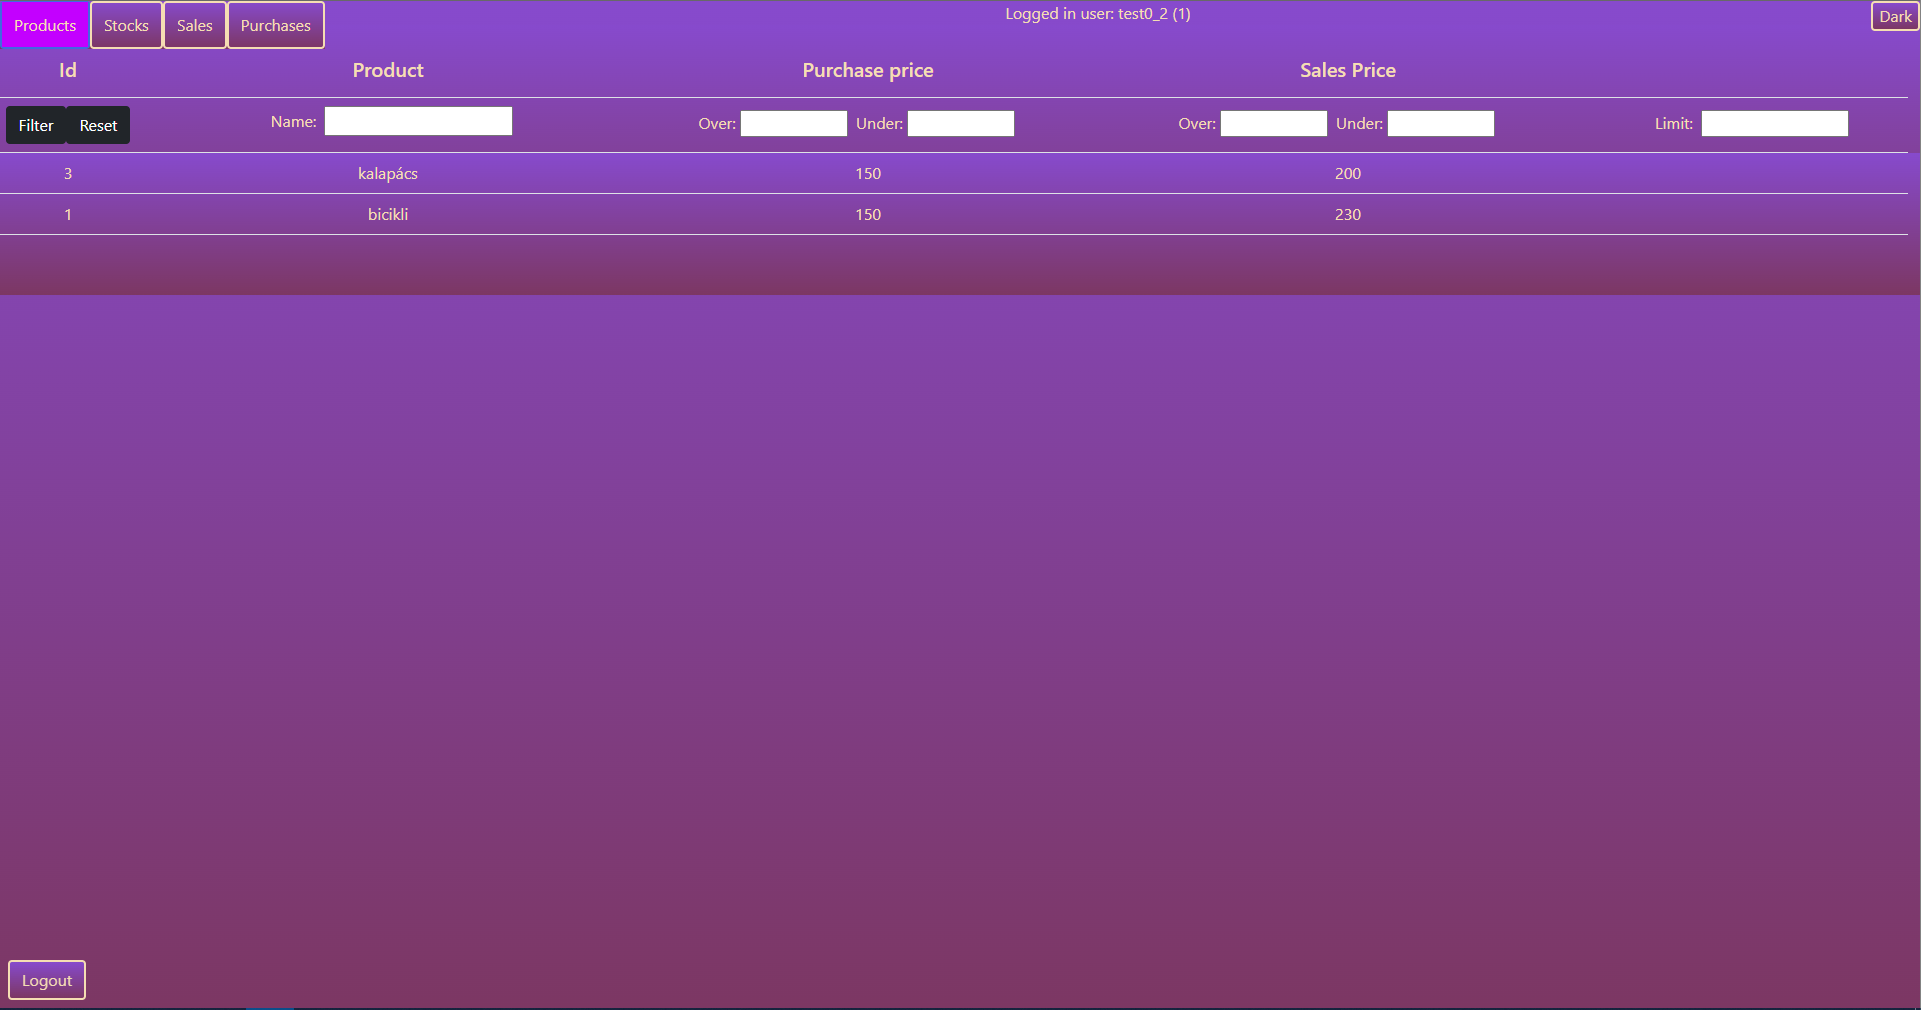 Products Stocks Sales Purchases Logged in user: test0_2 (1) Dark
Id Product Purchase price Sales Price
Filter Reset Name: Over: Under: Over: Under: Limit:
3 kalapács 150 200
1 bicikli 150 230
Logout